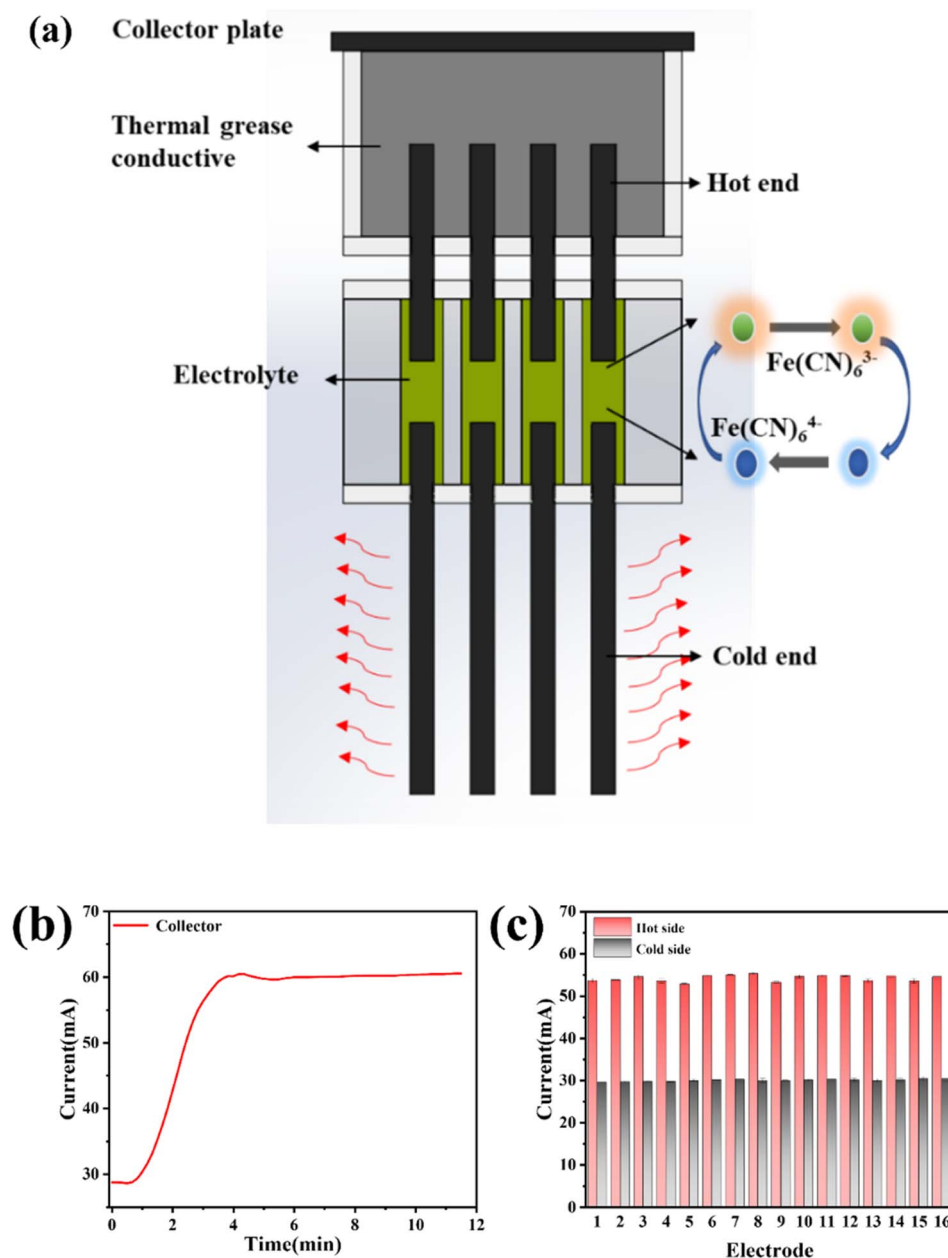 (a)
Collector plate
Thermal grease
conductive
Hot end
Electrolyte
Fe(CN)₆³⁻
Fe(CN)₆⁴⁻
Cold end
(b)
Collector
Current(mA)
70
60
50
40
30
0 2 4 6 8 10 12
Time(min)
(c)
Hot side
Cold side
Current(mA)
70
60
50
40
30
20
10
0
1 2 3 4 5 6 7 8 9 10 11 12 13 14 15 16
Electrode